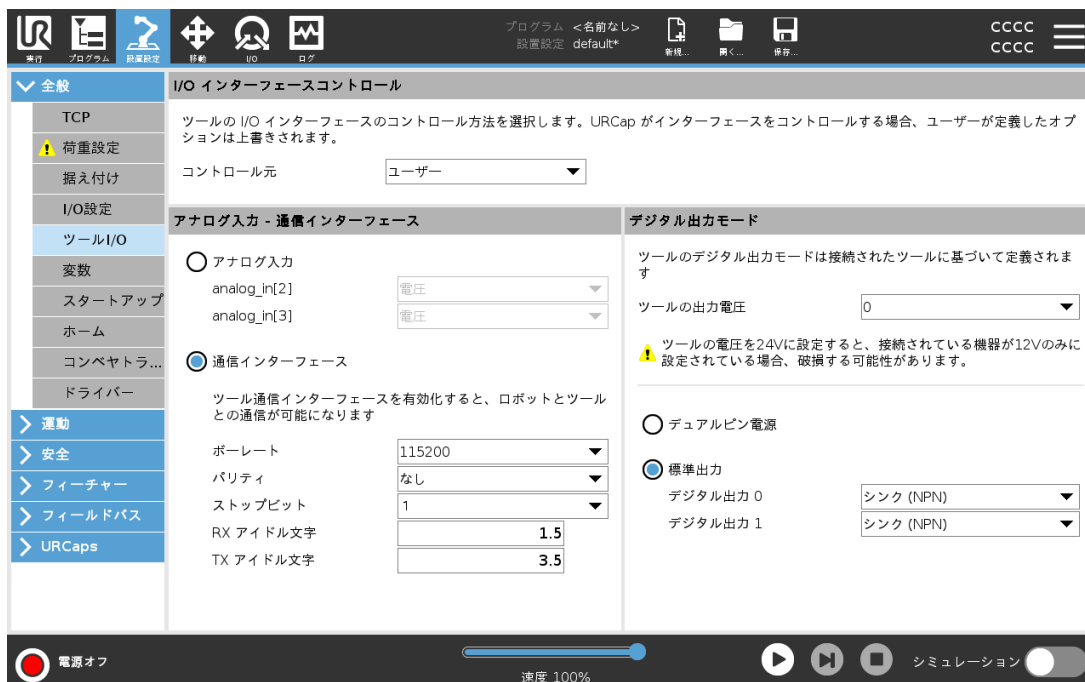 UR
プログラム <名前なし>
設置設定 default*
CCCC
CCCC
実行
プログラム
設置設定
移動
I/O
ログ
新規...
開く...
保存...
全般
TCP
荷重設定
据え付け
I/O設定
ツールI/O
変数
スタートアップ
ホーム
コンベヤトラ...
ドライバー
運動
安全
フィーチャー
フィールドバス
URCaps
I/O インターフェースコントロール
ツールの I/O インターフェースのコントロール方法を選択します。URCap がインターフェースをコントロールする場合、ユーザーが定義したオプ
ションは上書きされます。
コントロール元
ユーザー
アナログ入力 - 通信インターフェース
アナログ入力
analog_in[2] 電圧
analog_in[3] 電圧
通信インターフェース
ツール通信インターフェースを有効化すると、ロボットとツール
との通信が可能になります
ボーレート 115200
パリティ なし
ストップビット 1
RX アイドル文字 1.5
TX アイドル文字 3.5
デジタル出力モード
ツールのデジタル出力モードは接続されたツールに基づいて定義されま
す
ツールの出力電圧 0
ツールの電圧を24Vに設定すると、接続されている機器が12Vのみに
設定されている場合、破損する可能性があります。
デュアルピン電源
標準出力
デジタル出力 0 シンク (NPN)
デジタル出力 1 シンク (NPN)
電源オフ
速度 100%
シミュレーション